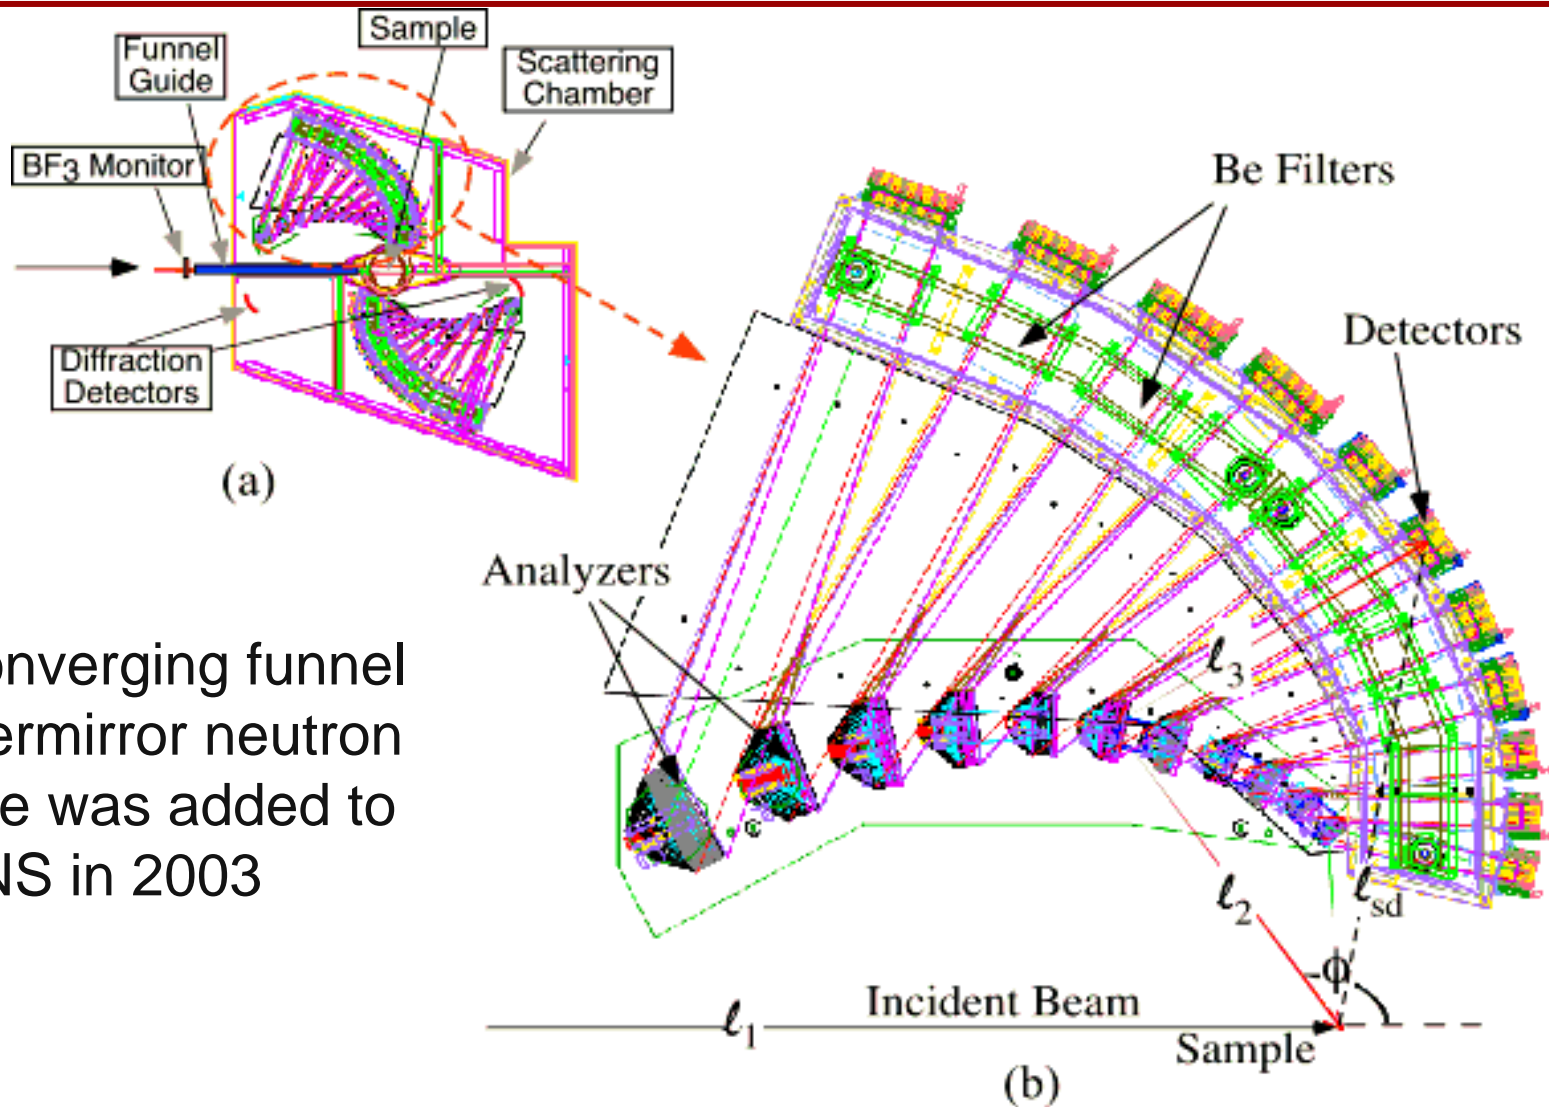 Funnel
Guide
Sample
Scattering
Chamber
BF3 Monitor
Diffraction
Detectors
(a)
Be Filters
Detectors
Analyzers
ℓ3
ℓ2
ℓsd
-ϕ
Incident Beam
ℓ1
Sample
(b)
onverging funnel
ermirror neutron
e was added to
NS in 2003